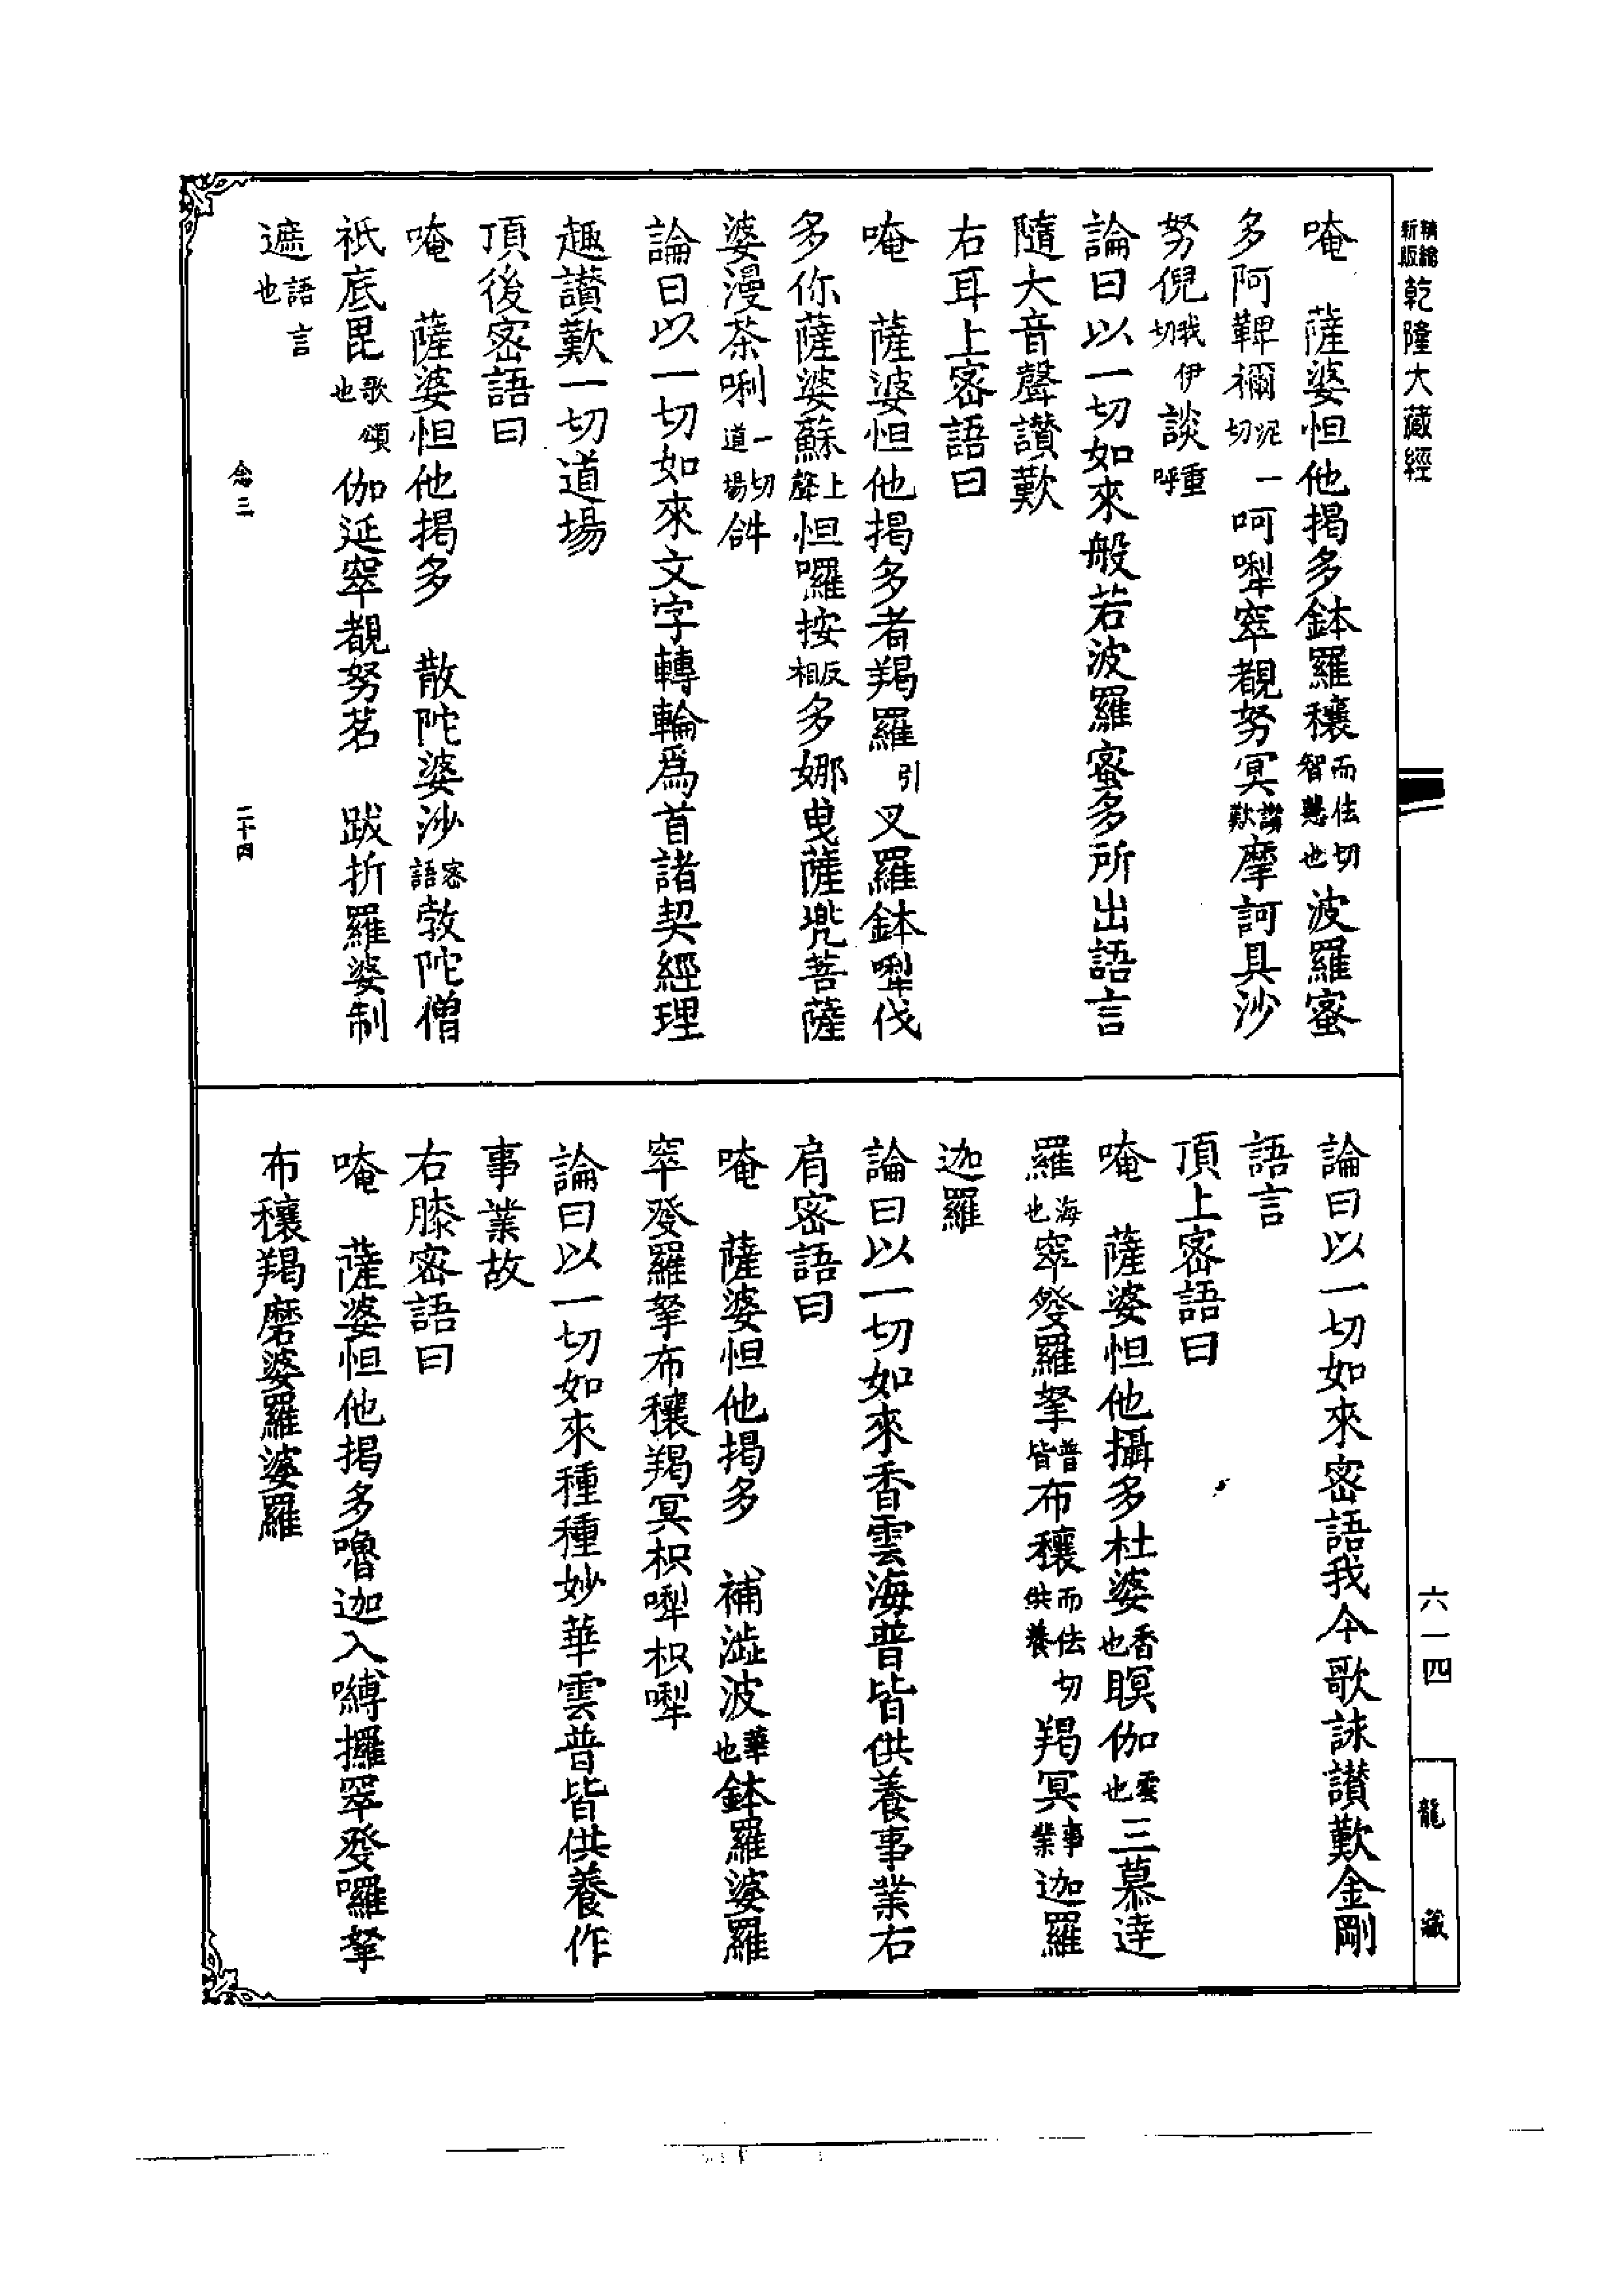 精縮新版 乾隆大藏經
唵　薩婆怛他揭多鉢羅穰而佉切智慧也波羅蜜
多阿鞞禰泥一切呵㗚窣覩努冥讚歎摩訶具沙
努倪我伊切談重呼
論曰以一切如來般若波羅蜜多所出語言
隨大音聲讚歎
右耳上密語曰
唵　薩婆怛他揭多者羯羅引叉羅鉢㗚伐
多你薩婆蘇上聲怛囉按反相多娜曳薩兜菩薩
婆漫茶唎一切道場𤙖
論曰以一切如來文字轉輪爲首諸契經理
趣讚歎一切道場
頂後密語曰
唵　薩婆怛他揭多　散陀婆沙密語敦陀僧
祇底毘歌頌也伽延窣覩努茗　跋折羅婆制
遮語言也
念三　二十四
論曰以一切如來密語我今歌詠讚歎金剛
語言
頂上密語曰
唵　薩婆怛他攝多杜婆香也瞑伽雲也三慕達
羅海也窣發羅拏普皆布穰而佉切供養羯冥事業迦羅
迦羅
論曰以一切如來香雲海普皆供養事業右
肩密語曰
唵　薩婆怛他揭多　補澁波華也鉢羅婆羅
窣發羅拏布穰羯冥枳㗚枳㗚
論曰以一切如來種種妙華雲普皆供養作
事業故
右膝密語曰
唵　薩婆怛他揭多嚕迦入嚩攞窣發囉拏
布穰羯磨婆羅婆羅
六一四
龍藏